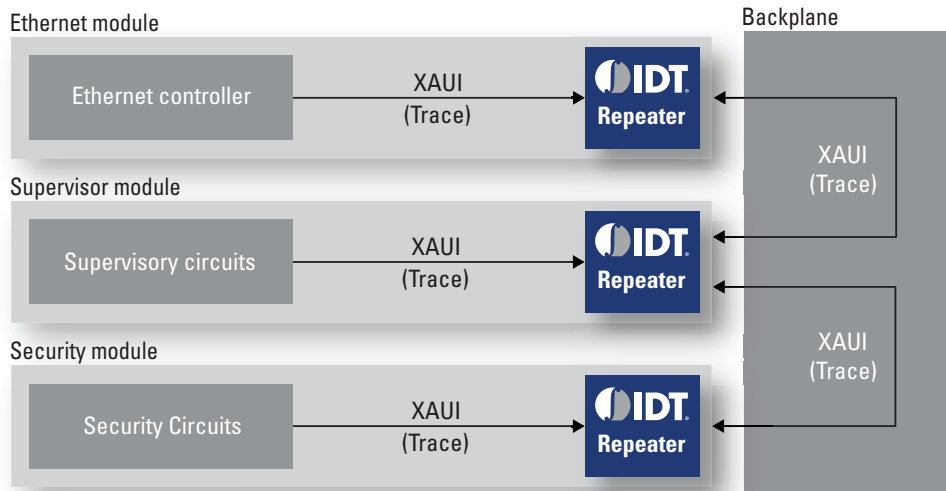 Ethernet module
Backplane
Ethernet controller
XAUI
(Trace)
IDT.
Repeater
XAUI
(Trace)
Supervisor module
Supervisory circuits
XAUI
(Trace)
IDT.
Repeater
XAUI
(Trace)
Security module
Security Circuits
XAUI
(Trace)
IDT.
Repeater